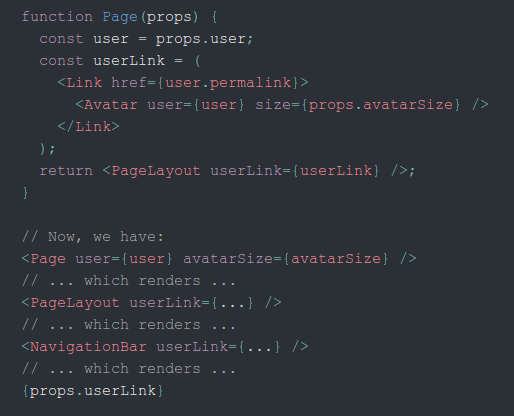 function Page(props) {
  const user = props.user;
  const userLink = (
    <Link href={user.permalink}>
      <Avatar user={user} size={props.avatarSize} />
    </Link>
  );
  return <PageLayout userLink={userLink} />;
}

// Now, we have:
<Page user={user} avatarSize={avatarSize} />
// ... which renders ...
<PageLayout userLink={...} />
// ... which renders ...
<NavigationBar userLink={...} />
// ... which renders ...
{props.userLink}